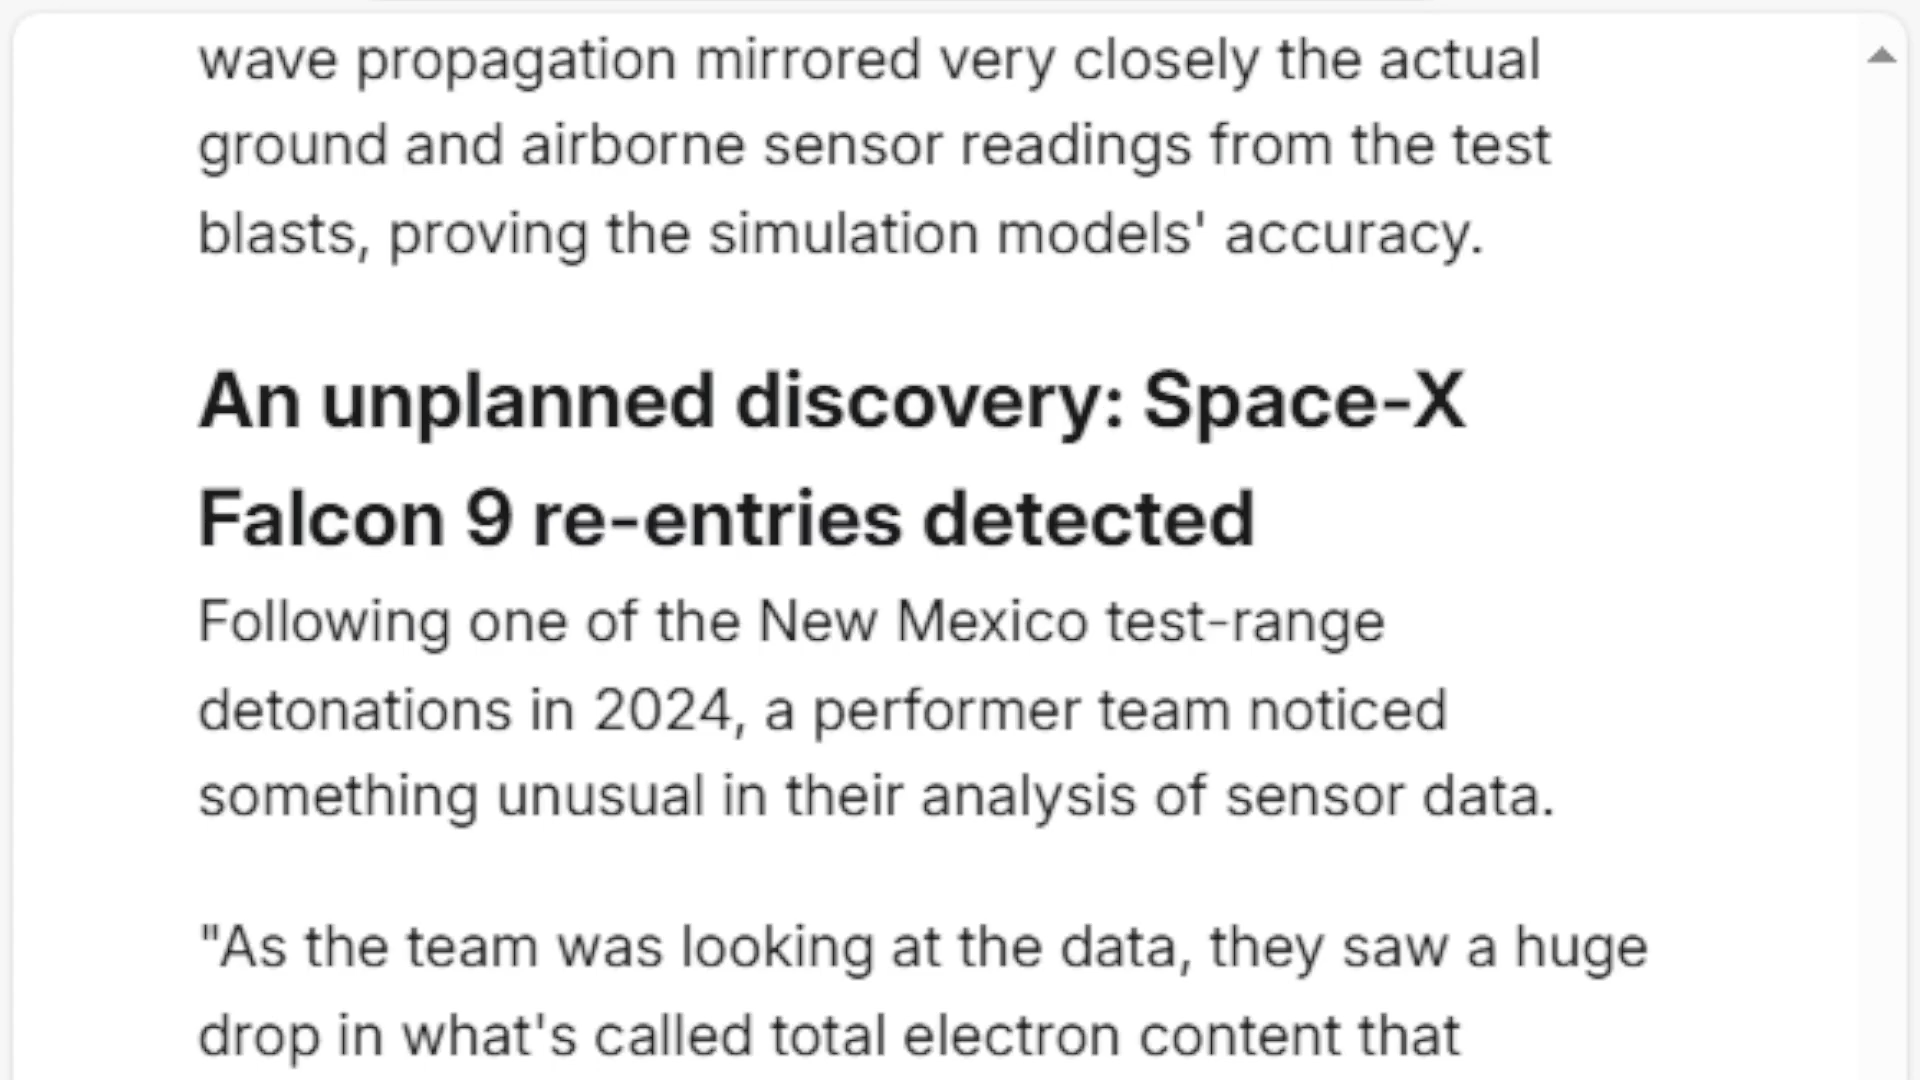 wave propagation mirrored very closely the actual
ground and airborne sensor readings from the test
blasts, proving the simulation models' accuracy.
An unplanned discovery: Space-X
Falcon 9 re-entries detected
Following one of the New Mexico test-range
detonations in 2024, a performer team noticed
something unusual in their analysis of sensor data.
"As the team was looking at the data, they saw a huge
drop in what's called total electron content that